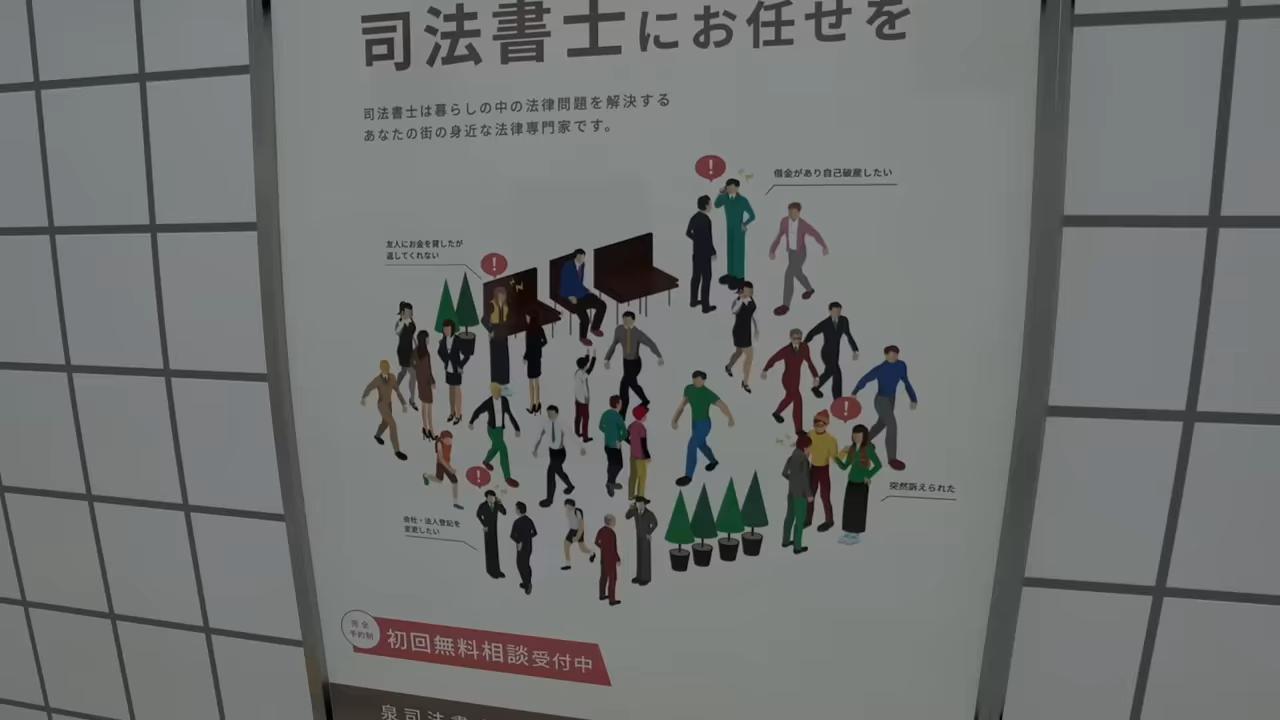 司法書士にお任せを
司法書士は暮らしの中の法律問題を解決する
あなたの街の身近な法律専門家です。
!
借金があり自己破産したい
友人にお金を貸したが
返してくれない
!
!
突然訴えられた
!
会社・法人登記を
変更したい
完全
予約制
初回無料相談受付中
泉司法書